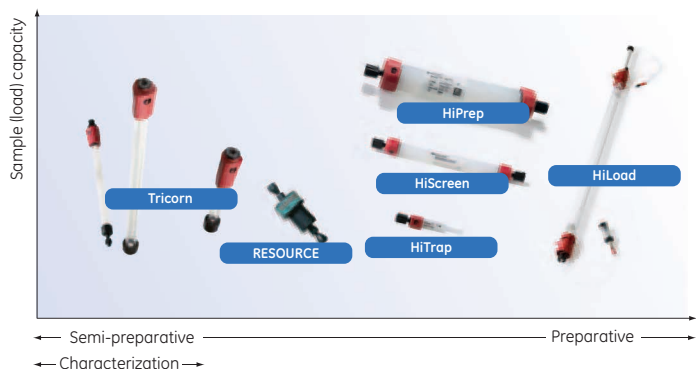 Sample (load) capacity
HiPrep
HiScreen
HiLoad
Tricorn
RESOURCE
HiTrap
Semi-preparative
Preparative
Characterization